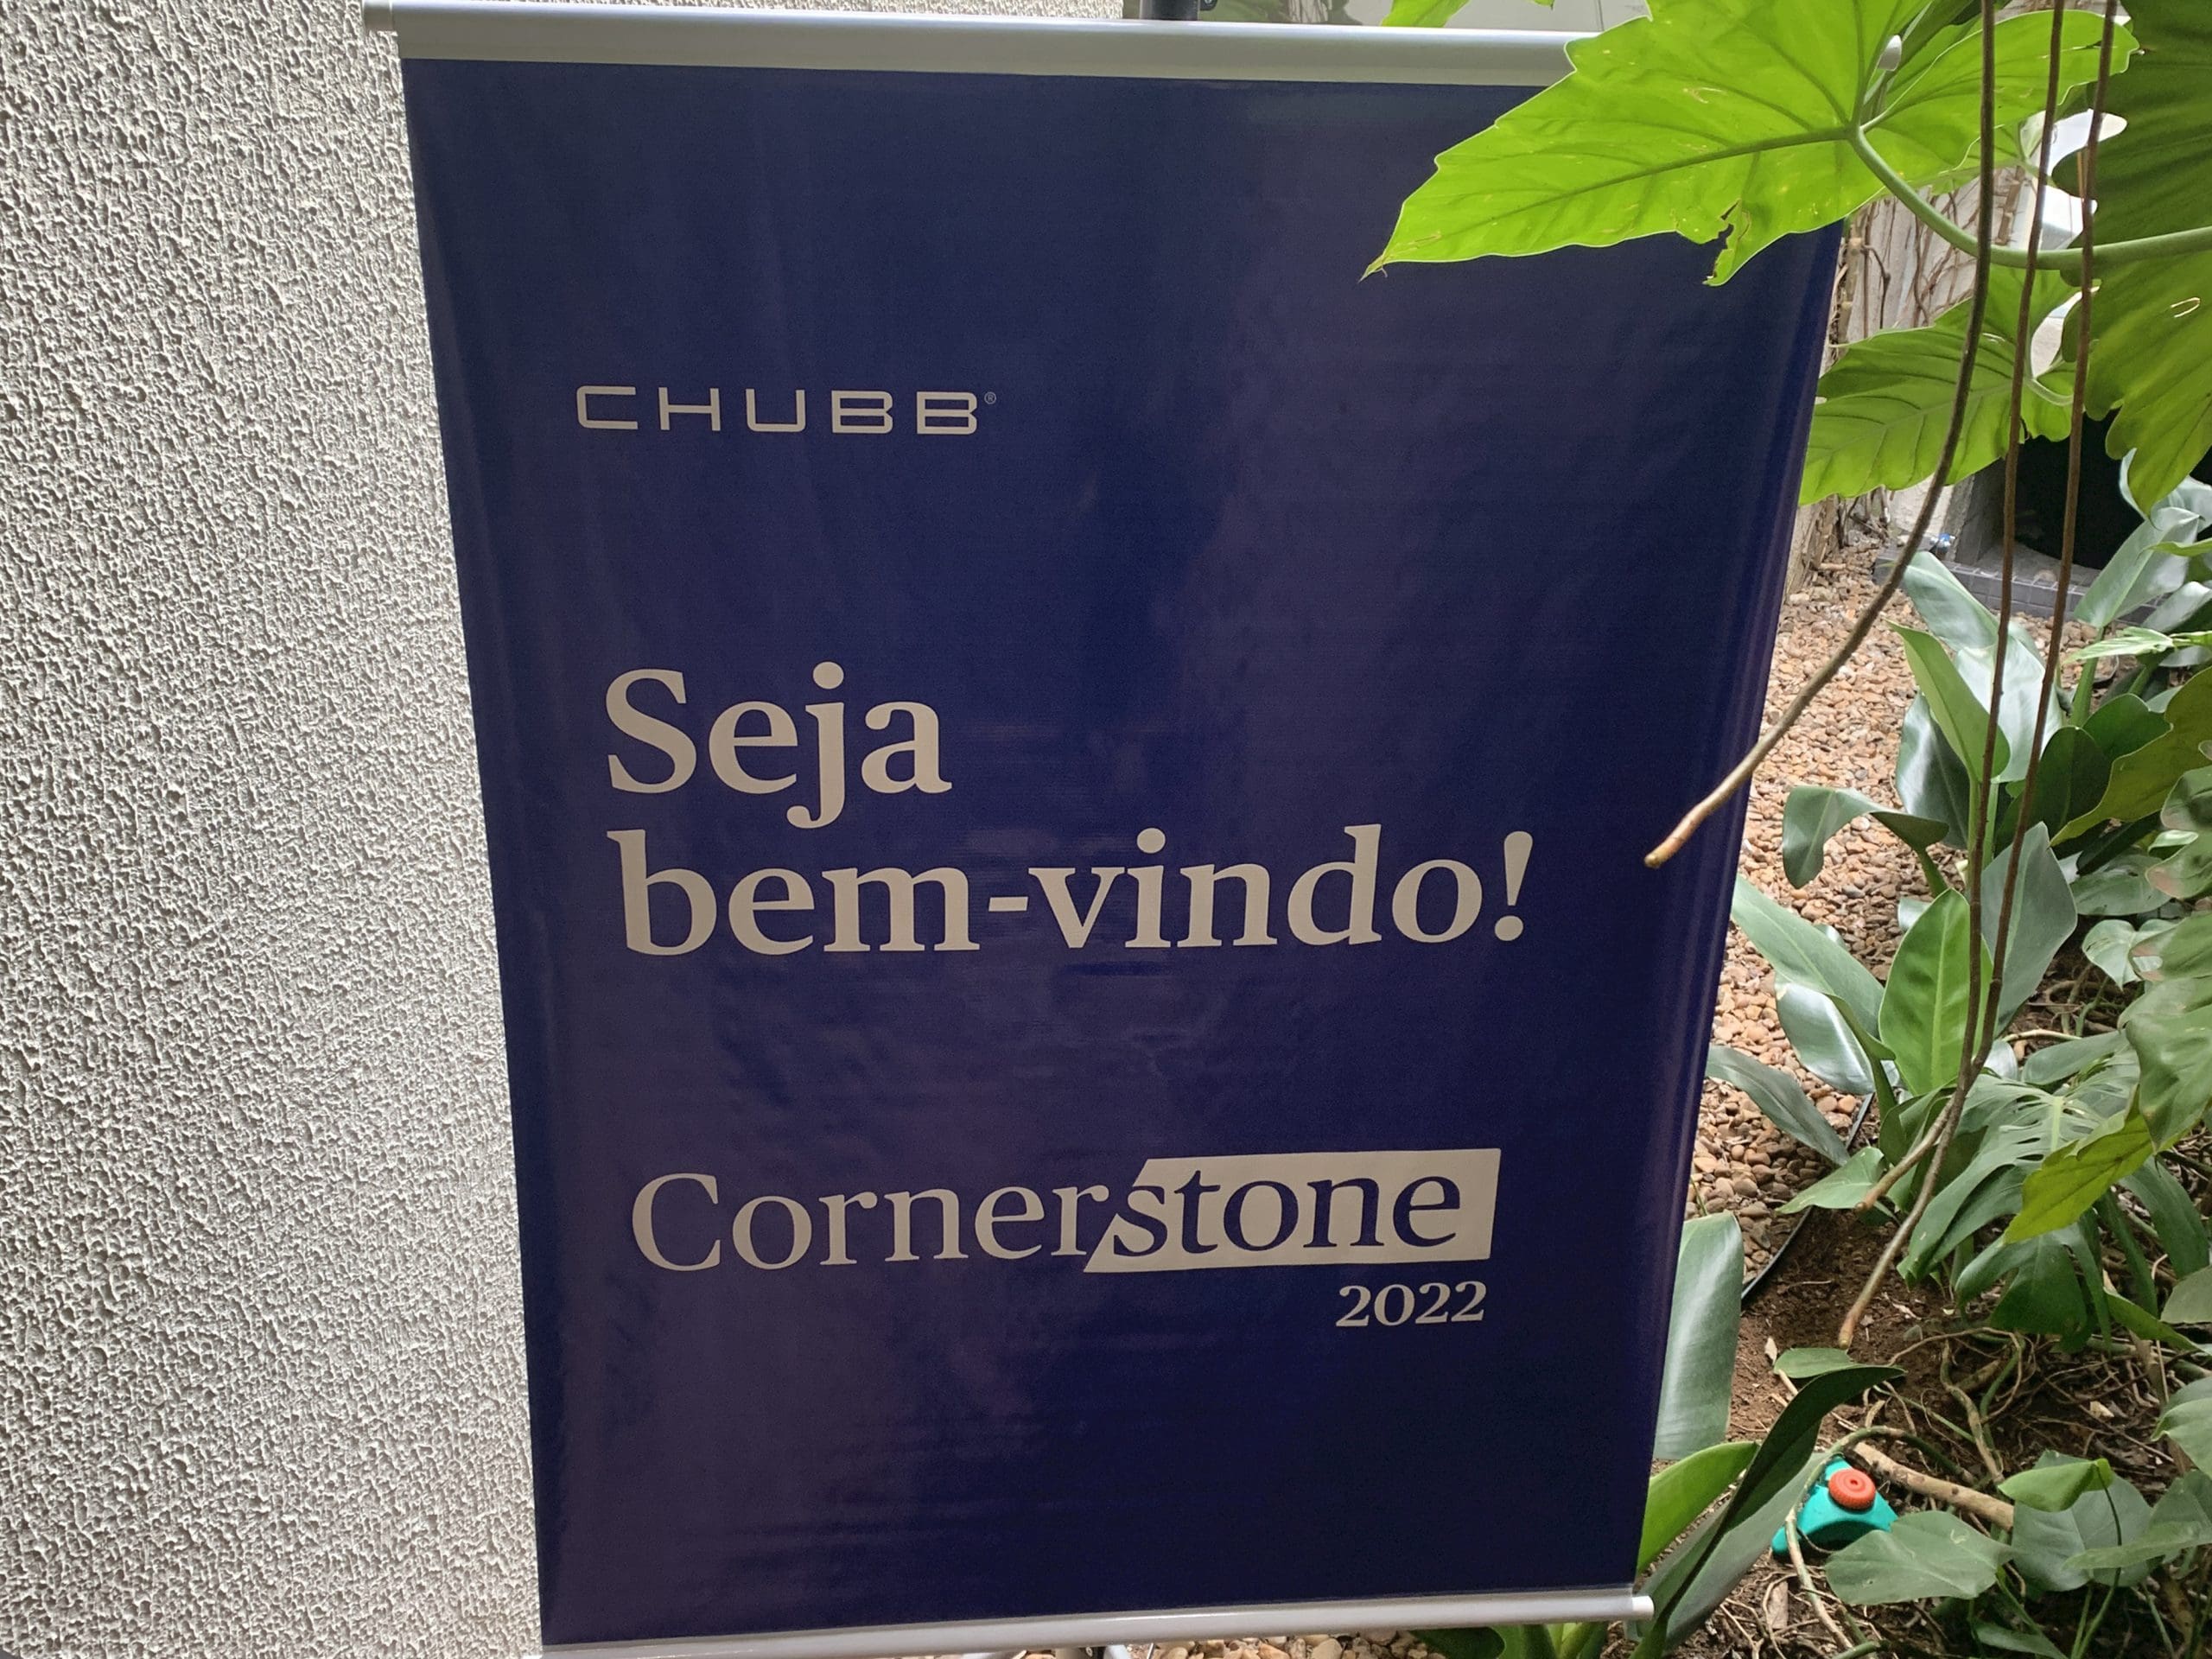 CHUBB®
Seja
bem-vindo!
Cornerstone
2022